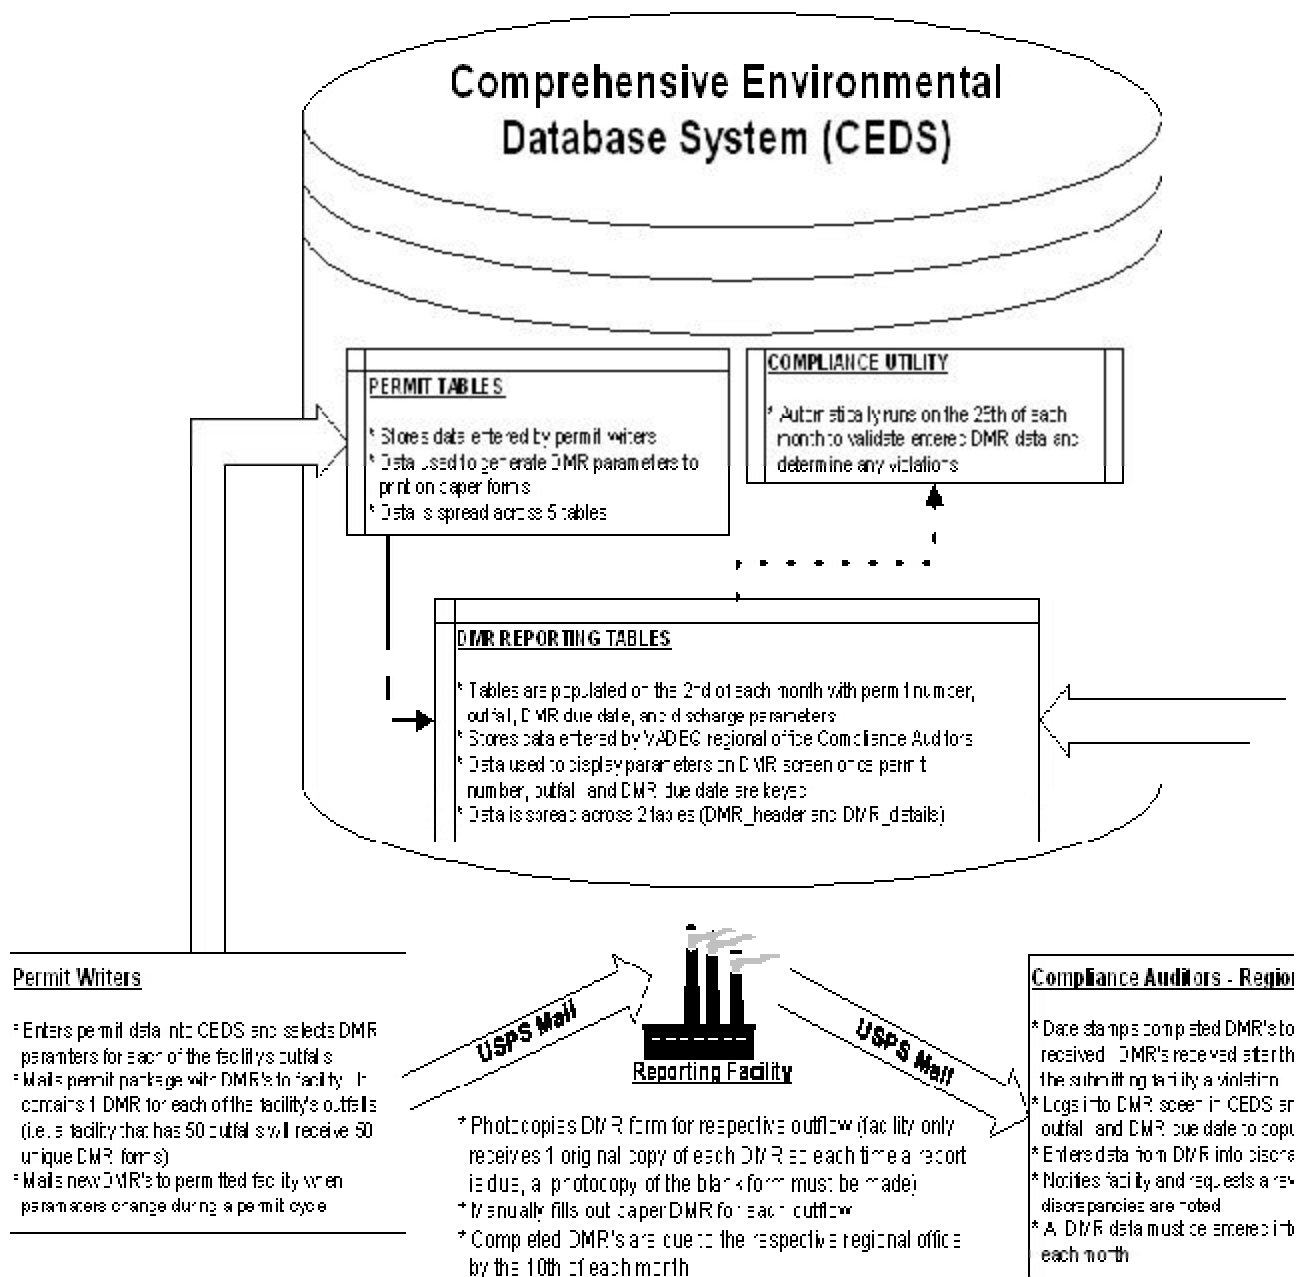 Comprehensive Environmental
Database System (CEDS)
PERMIT TABLES
* Stores data entered by permit writers
* Data used to generate DMR parameters to
print on paper forms
* Data is spread across 5 tables
COMPLIANCE UTILITY
* Automatically runs on the 25th of each
month to validate entered DMR data and
determine any violations
DMR REPORTING TABLES
* Tables are populated on the 2nd of each month with permit number,
outfall, DMR due date, and discharge parameters
* Stores data entered by VADEQ regional office Compliance Auditors
* Data used to display parameters on DMR screen once permit
number, outfall and DMR due date are keyed
* Data is spread across 2 tables (DMR_header and DMR_details)
Permit Writers
* Enters permit data into CEDS and selects DMR
paramters for each of the facility's outfalls
* Mails permit package with DMR's to facility. It
contains 1 DMR for each of the facility's outfalls
(i.e. a facility that has 50 outfalls will receive 50
unique DMR forms)
* Mails new DMR's to permitted facility when
parameters change during a permit cycle
USPS Mail
Reporting Facility
* Photocopies DMR form for respective outflow (facility only
receives 1 original copy of each DMR so each time a report
is due, a photocopy of the blank form must be made)
* Manually fills out paper DMR for each outflow
* Completed DMR's are due to the respective regional office
by the 10th of each month
USPS Mail
Compliance Auditors - Region
* Date stamps completed DMR's to
received. DMR's received after th
the submitting facility a violation
* Logs into DMR screen in CEDS
outfall and DMR due date to popu
* Enters data from DMR into discha
* Notifies facility and requests a rev
discrepancies are noted
* All DMR data must be entered
each month